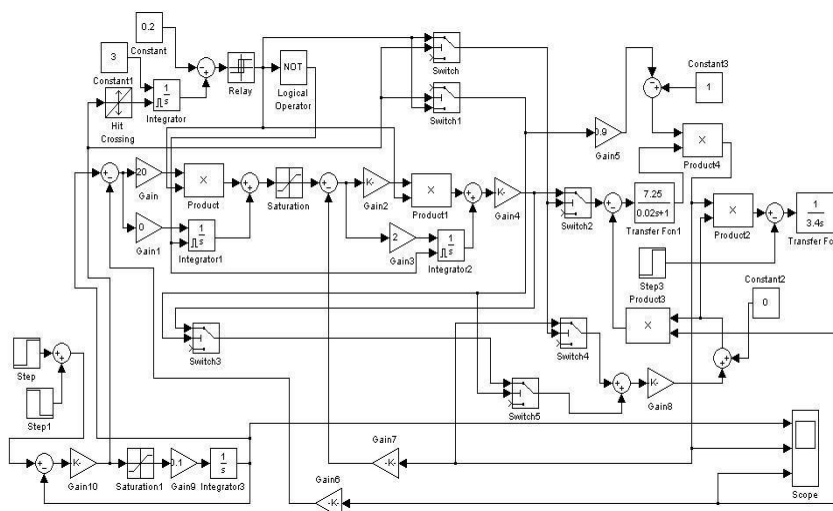 0.2
Constant
3
Constant1
Hit
Crossing
1
s
Integrator
Relay
NOT
Logical
Operator
Switch
Switch1
Constant3
1
0.9
Gain5
Product4
20
Gain
Product
Saturation
K-
Gain2
Product1
K-
Gain4
Switch2
7.25
0.02s+1
Transfer Fcn1
Product2
1
3.4s
Transfer Fc
0
Gain1
1
s
Integrator1
2
Gain3
1
s
Integrator2
Step3
Constant2
0
Product3
Switch3
Switch4
Switch5
K-
Gain8
Step
Step1
-K-
Gain10
Saturation1
0.1
Gain9
1
s
Integrator3
Gain7
-K-
Gain6
-K-
Scope